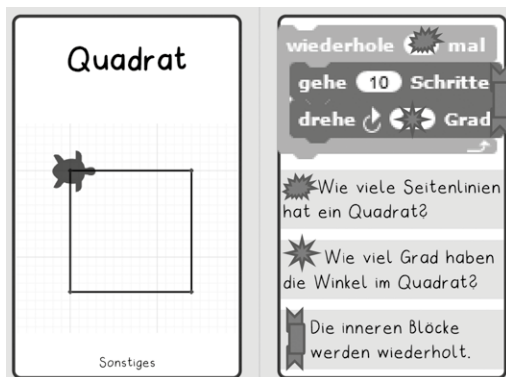 Quadrat
Sonstiges
wiederhole mal
gehe 10 Schritte
drehe Grad
Wie viele Seitenlinien
hat ein Quadrat?
Wie viel Grad haben
die Winkel im Quadrat?
Die inneren Blöcke
werden wiederholt.